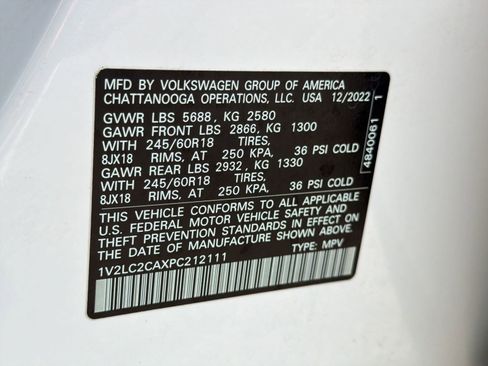 MFD BY VOLKSWAGEN GROUP OF AMERICA
CHATTANOOGA OPERATIONS, LLC. USA 12/2022
GVWR LBS 5688, KG 2580
GAWR FRONT LBS 2866, KG 1300
WITH 245/60R18 TIRES,
8JX18 RIMS, AT 250 KPA, 36 PSI COLD
GAWR REAR LBS 2932, KG 1330
WITH 245/60R18 TIRES,
8JX18 RIMS, AT 250 KPA, 36 PSI COLD
THIS VEHICLE CONFORMS TO ALL APPLICABLE
U.S. FEDERAL MOTOR VEHICLE SAFETY AND
THEFT PREVENTION STANDARDS IN EFFECT ON
THE DATE OF MANUFACTURE SHOWN ABOVE.
1V2LC2CAXPC212111 TYPE: MPV
4840061 1